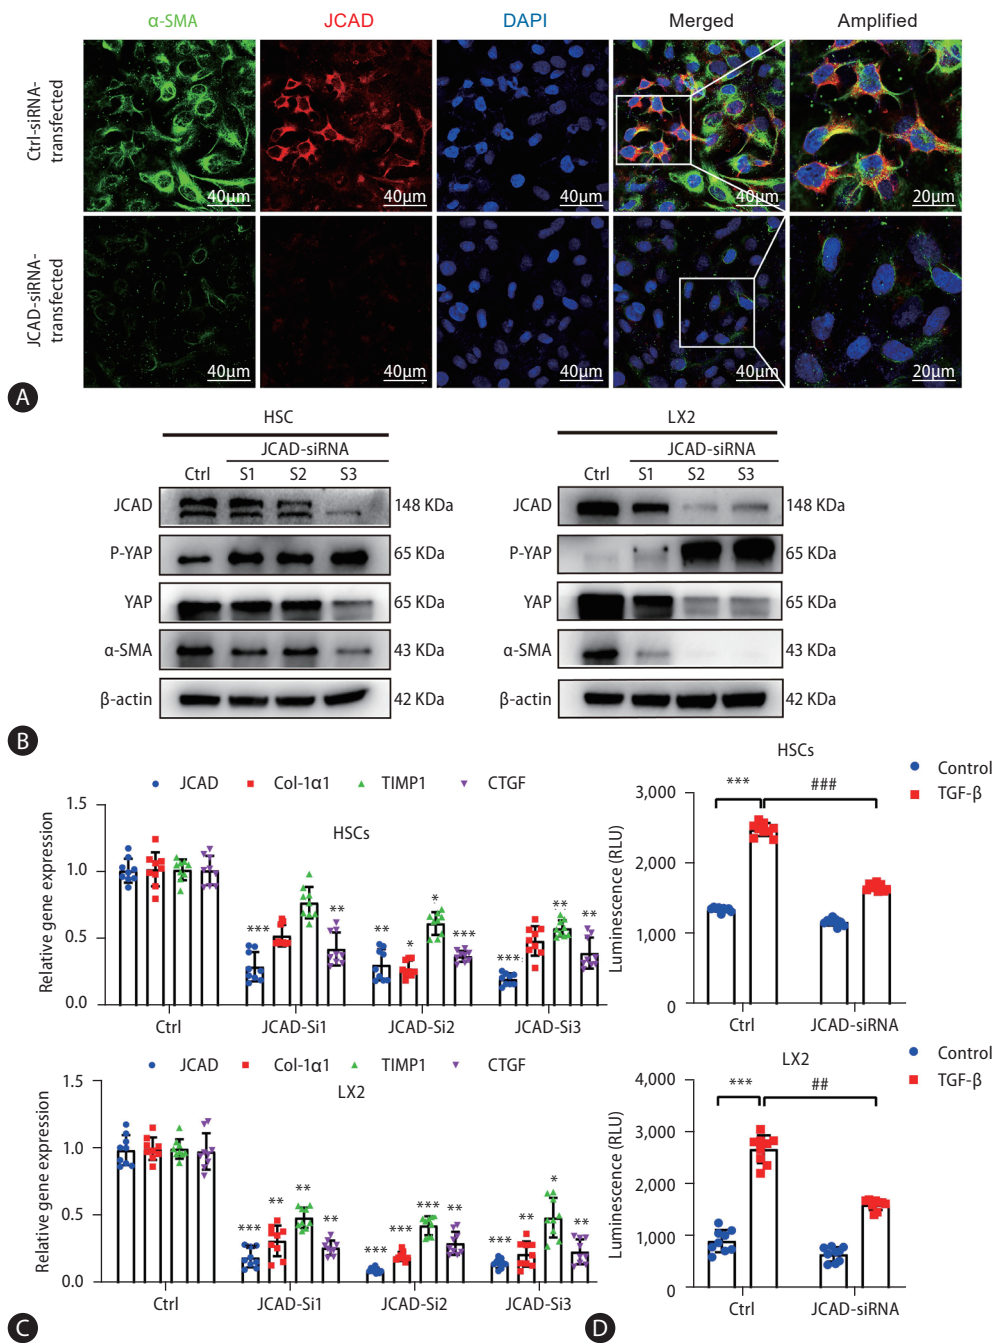 α-SMA JCAD DAPI Merged Amplified
Ctrl-siRNA-
transfected
40μm 40μm 40μm 40μm 20μm
JCAD-siRNA-
transfected
40μm 40μm 40μm 40μm 20μm
A
HSC
JCAD-siRNA
Ctrl S1 S2 S3
JCAD 148 KDa
P-YAP 65 KDa
YAP 65 KDa
α-SMA 43 KDa
β-actin 42 KDa
LX2
JCAD-siRNA
Ctrl S1 S2 S3
JCAD 148 KDa
P-YAP 65 KDa
YAP 65 KDa
α-SMA 43 KDa
β-actin 42 KDa
B
JCAD Col-1α1 TIMP1 CTGF
HSCs
Relative gene expression
1.5
1.0
0.5
0.0
*** ** ** * * *** *** ** **
Ctrl JCAD-Si1 JCAD-Si2 JCAD-Si3
JCAD Col-1α1 TIMP1 CTGF
LX2
Relative gene expression
1.5
1.0
0.5
0.0
*** ** ** ** *** *** *** ** *** ** * **
Ctrl JCAD-Si1 JCAD-Si2 JCAD-Si3
C
HSCs
Control
TGF-β
*** ###
Luminescence (RLU)
3,000
2,000
1,000
0
Ctrl JCAD-siRNA
LX2
Control
TGF-β
*** ##
Luminescence (RLU)
4,000
3,000
2,000
1,000
0
Ctrl JCAD-siRNA
D